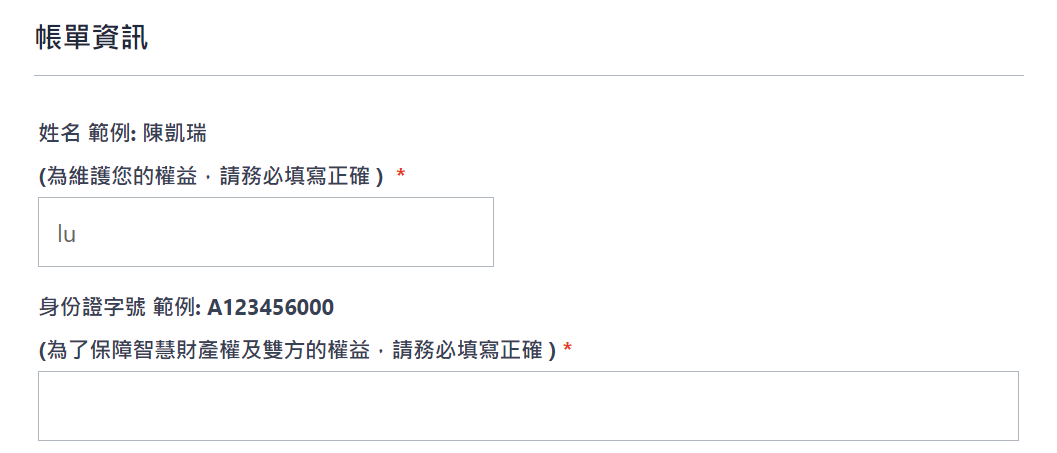 帳單資訊
姓名 範例: 陳凱瑞
(為維護您的權益，請務必填寫正確 ) *
lu
身份證字號 範例: A123456000
(為了保障智慧財產權及雙方的權益，請務必填寫正確 ) *